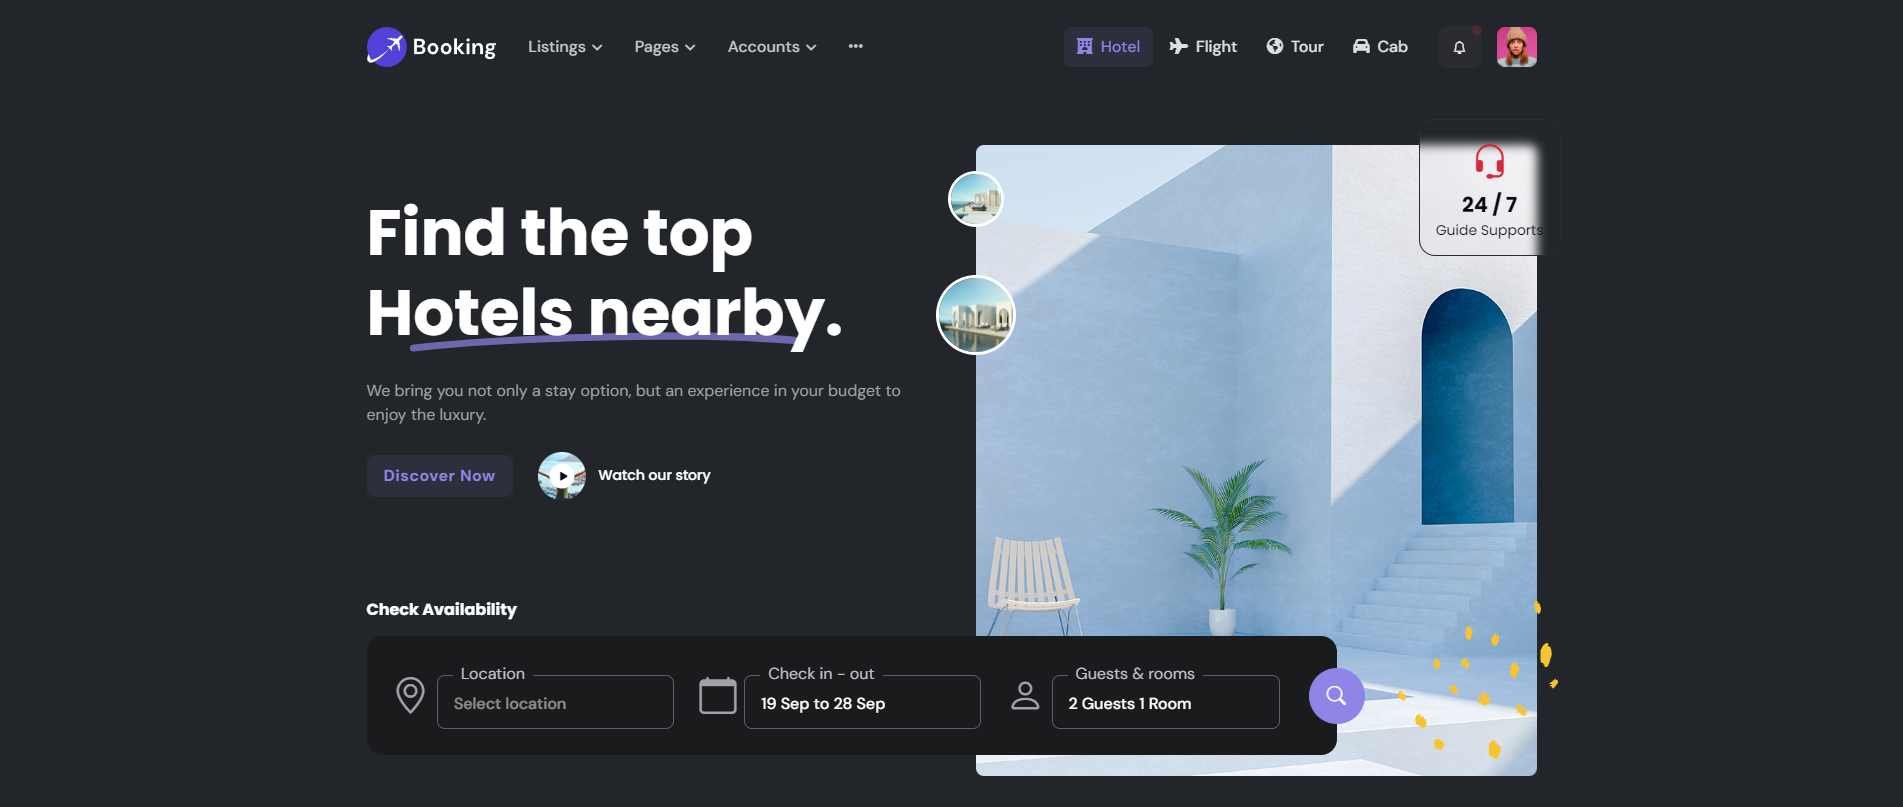 Booking
Listings
Pages
Accounts
Hotel
Flight
Tour
Cab
24 / 7
Guide Supports
Find the top
Hotels nearby.
We bring you not only a stay option, but an experience in your budget to
enjoy the luxury.
Discover Now
Watch our story
Check Availability
Location
Select location
Check in - out
19 Sep to 28 Sep
Guests & rooms
2 Guests 1 Room